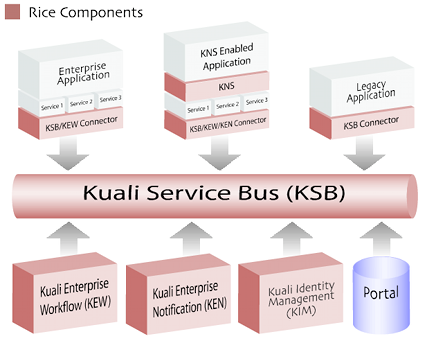 Rice Components
Enterprise
Application
Service 1
Service 2
Service 3
KSB/KEW Connector
KNS Enabled
Application
KNS
Service 1
Service 2
Service 3
KSB/KEW/KEN Connector
Legacy
Application
KSB Connector
Kuali Service Bus (KSB)
Kuali Enterprise
Workflow (KEW)
Kuali Enterprise
Notification (KEN)
Kuali Identity
Management
(KIM)
Portal